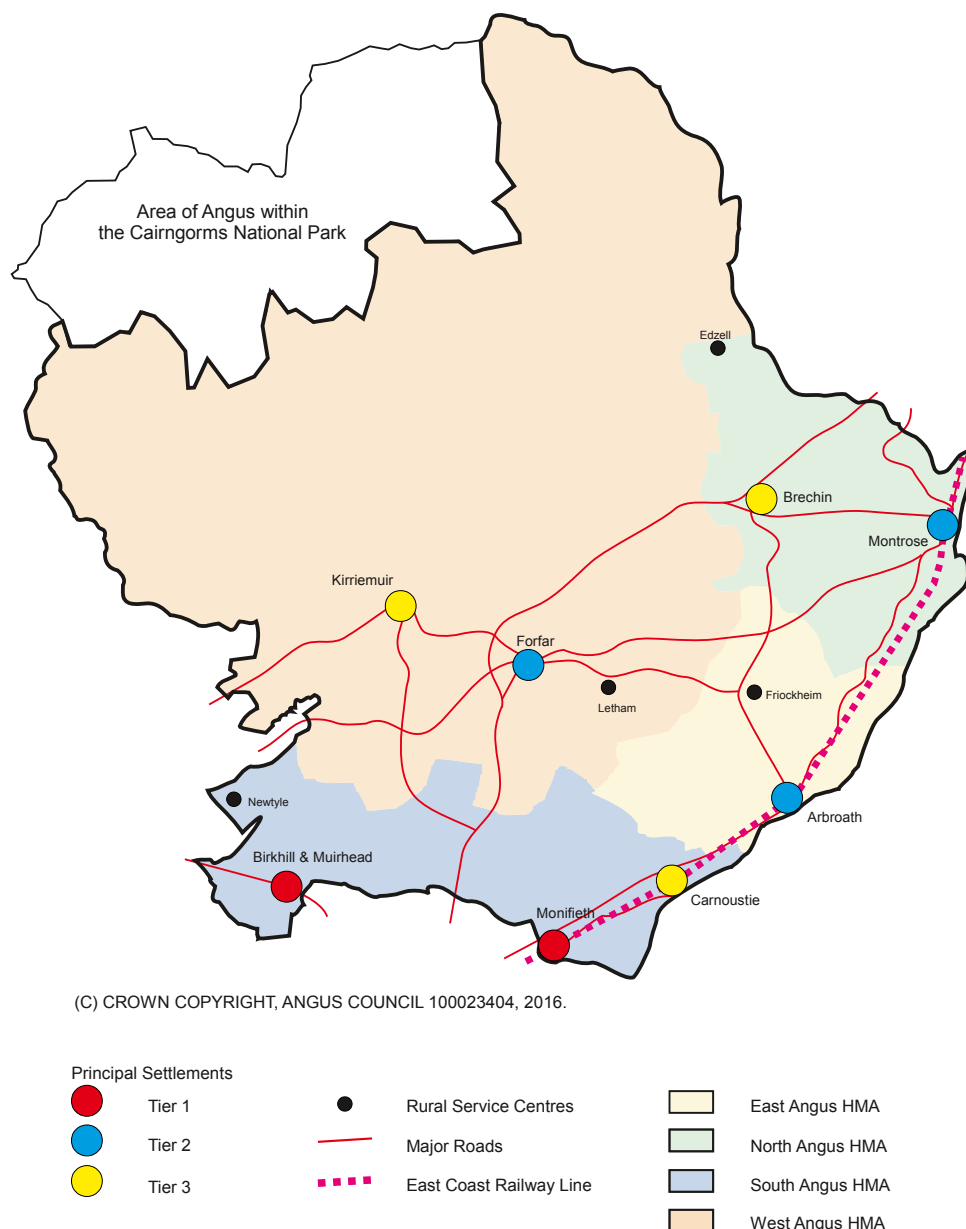 Area of Angus within
the Cairngorms National Park
Edzell
Brechin
Montrose
Kirriemuir
Forfar
Letham
Friockheim
Newtyle
Arbroath
Birkhill & Muirhead
Carnoustie
Monifieth
(C) CROWN COPYRIGHT, ANGUS COUNCIL 100023404, 2016.
Principal Settlements
Tier 1
Tier 2
Tier 3
Rural Service Centres
Major Roads
East Coast Railway Line
East Angus HMA
North Angus HMA
South Angus HMA
West Angus HMA